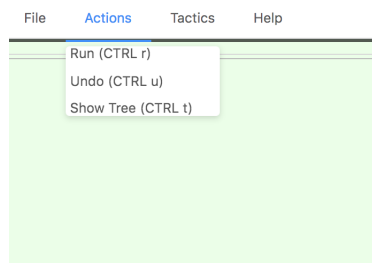 File Actions Tactics Help
Run (CTRL r)
Undo (CTRL u)
Show Tree (CTRL t)